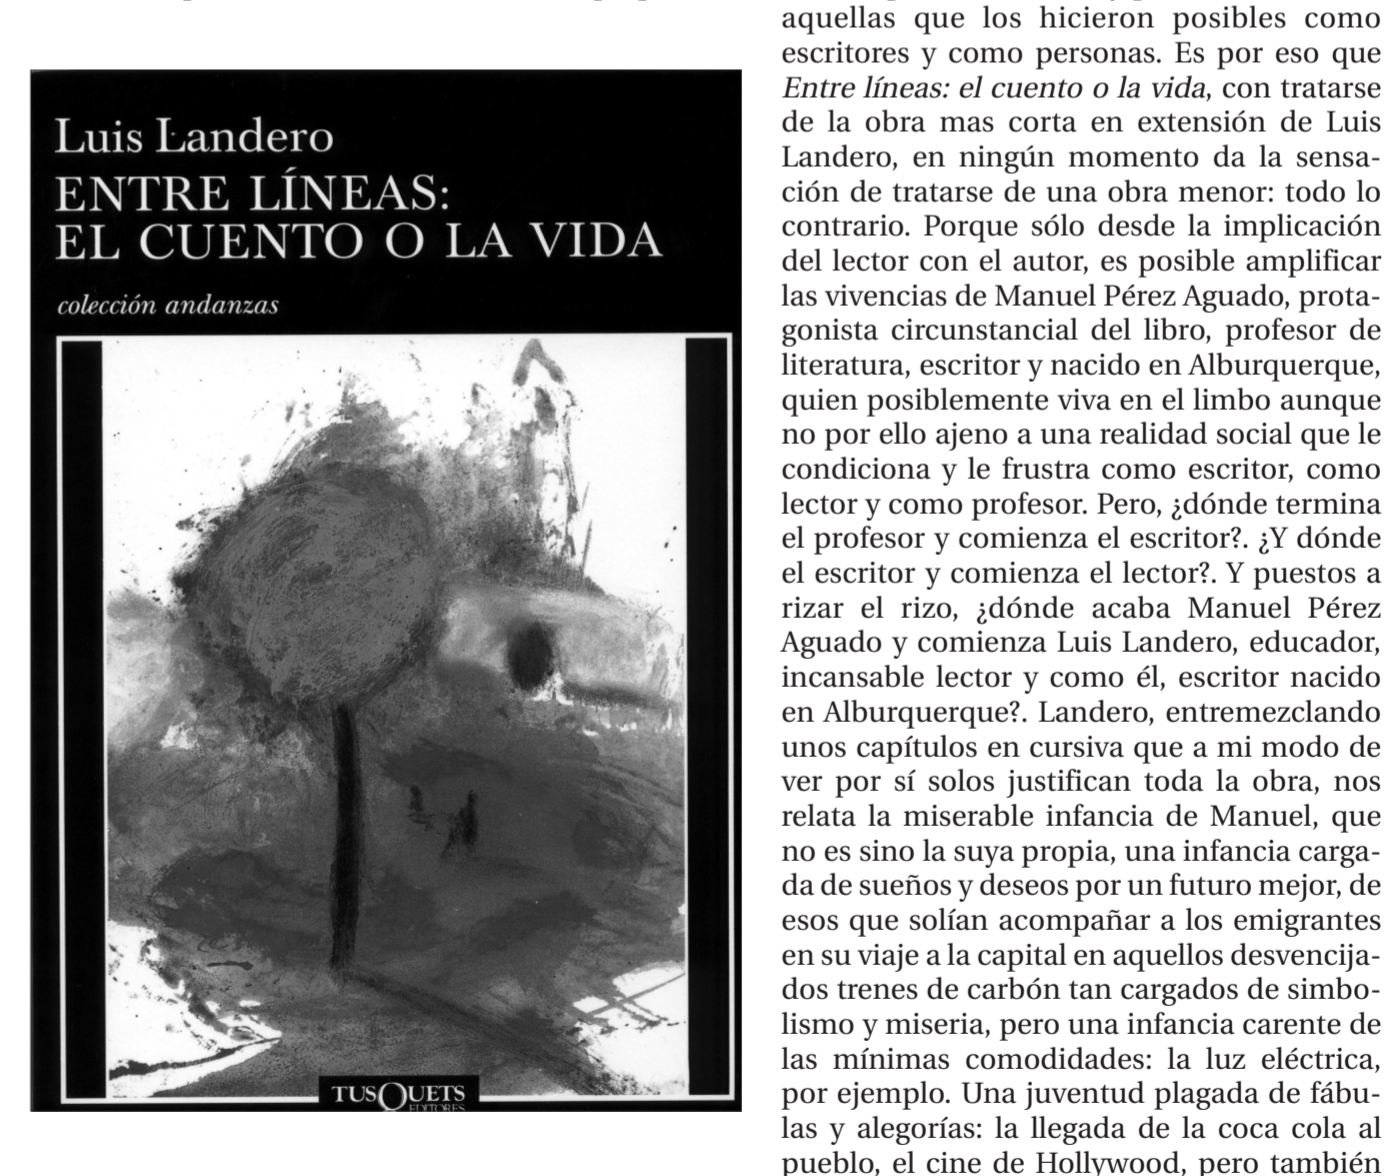 Luis Landero
ENTRE LÍNEAS:
EL CUENTO O LA VIDA
colección andanzas
TUSQUETS
EDITORES
aquellas que los hicieron posibles como
escritores y como personas. Es por eso que
Entre líneas: el cuento o la vida, con tratarse
de la obra mas corta en extensión de Luis
Landero, en ningún momento da la sensa-
ción de tratarse de una obra menor: todo lo
contrario. Porque sólo desde la implicación
del lector con el autor, es posible amplificar
las vivencias de Manuel Pérez Aguado, prota-
gonista circunstancial del libro, profesor de
literatura, escritor y nacido en Alburquerque,
quien posiblemente viva en el limbo aunque
no por ello ajeno a una realidad social que le
condiciona y le frustra como escritor, como
lector y como profesor. Pero, ¿dónde termina
el profesor y comienza el escritor?. ¿Y dónde
el escritor y comienza el lector?. Y puestos a
rizar el rizo, ¿dónde acaba Manuel Pérez
Aguado y comienza Luis Landero, educador,
incansable lector y como él, escritor nacido
en Alburquerque?. Landero, entremezclando
unos capítulos en cursiva que a mi modo de
ver por sí solos justifican toda la obra, nos
relata la miserable infancia de Manuel, que
no es sino la suya propia, una infancia carga-
da de sueños y deseos por un futuro mejor, de
esos que solían acompañar a los emigrantes
en su viaje a la capital en aquellos desvencija-
dos trenes de carbón tan cargados de simbo-
lismo y miseria, pero una infancia carente de
las mínimas comodidades: la luz eléctrica,
por ejemplo. Una juventud plagada de fábu-
las y alegorías: la llegada de la coca cola al
pueblo, el cine de Hollywood, pero también